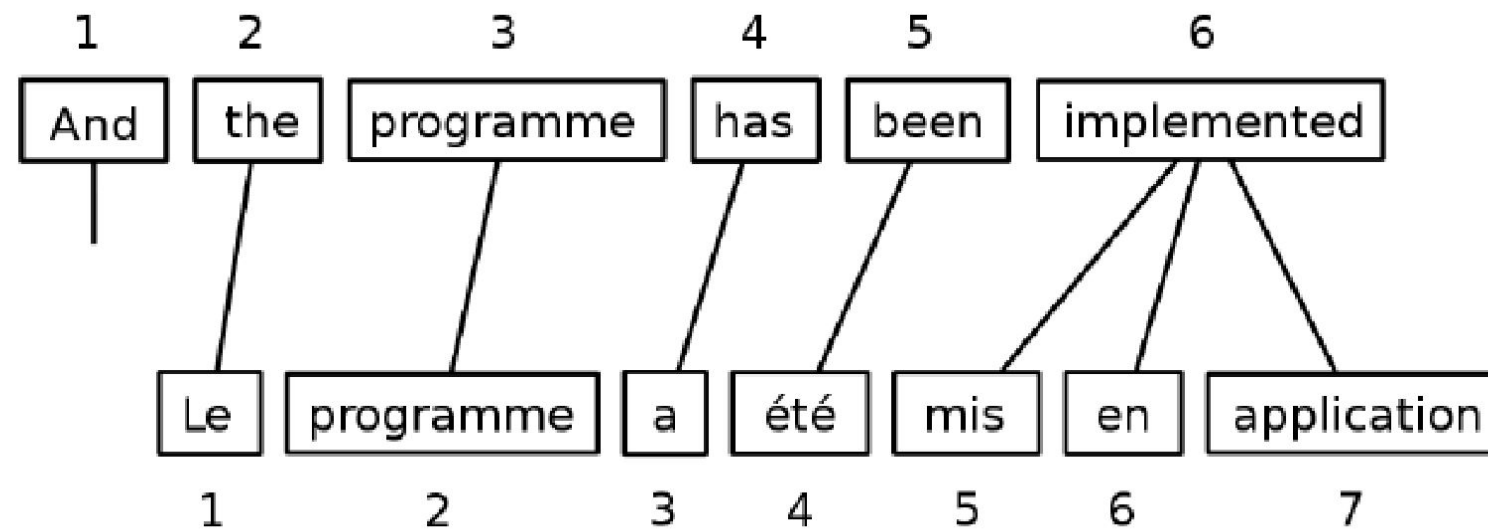 1 2 3 4 5 6
And the programme has been implemented
Le programme a été mis en application
1 2 3 4 5 6 7